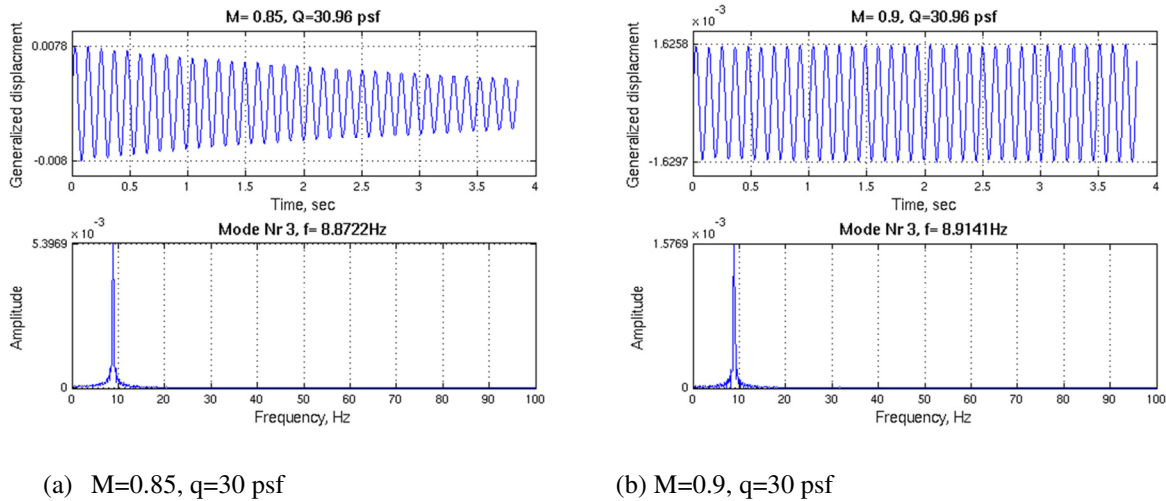 M= 0.85, Q=30.96 psf
Generalized displacment
0.0078
-0.008
0 0.5 1 1.5 2 2.5 3 3.5 4
Time, sec
Mode Nr 3, f= 8.8722Hz
x 10 -3
5.3969
Amplitude
0
0 10 20 30 40 50 60 70 80 90 100
Frequency, Hz
(a) M=0.85, q=30 psf
M= 0.9, Q=30.96 psf
x 10 -3
Generalized displacment
1.6258
-1.6297
0 0.5 1 1.5 2 2.5 3 3.5 4
Time, sec
Mode Nr 3, f= 8.9141Hz
x 10 -3
1.5769
Amplitude
0
0 10 20 30 40 50 60 70 80 90 100
Frequency, Hz
(b) M=0.9, q=30 psf